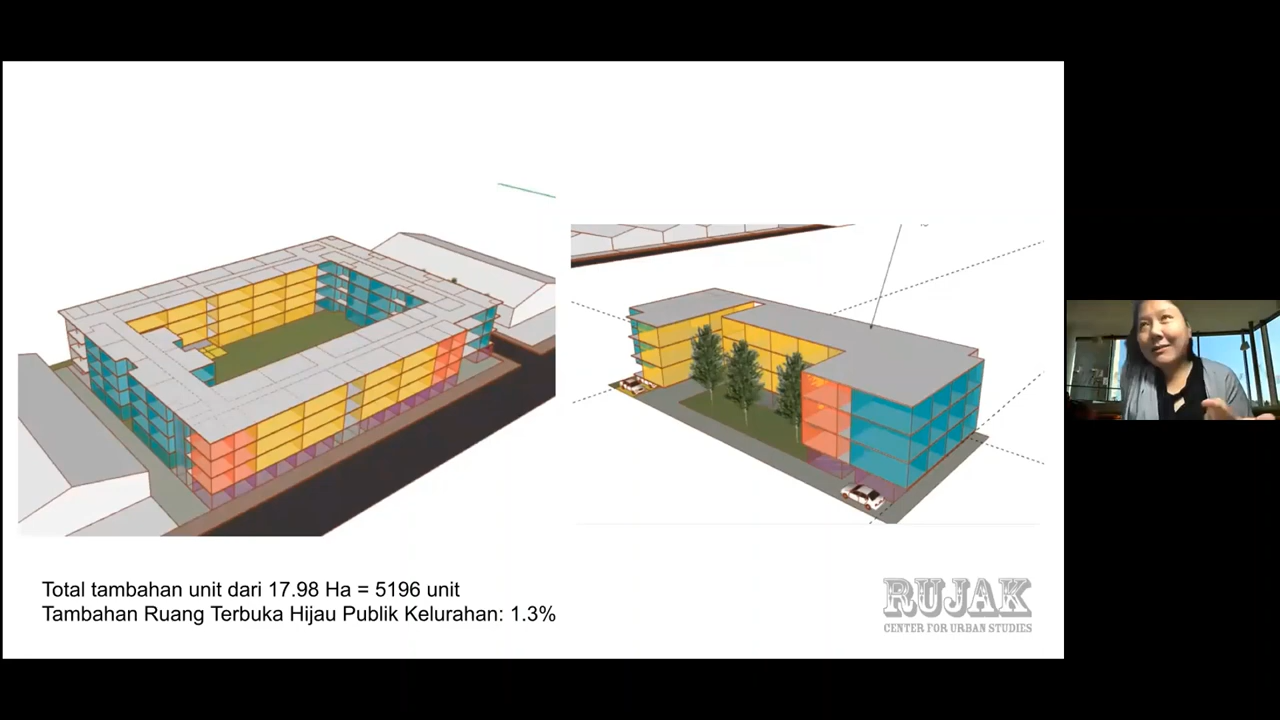 Total tambahan unit dari 17.98 Ha = 5196 unit
Tambahan Ruang Terbuka Hijau Publik Kelurahan: 1.3%
RUJAK
CENTER FOR URBAN STUDIES